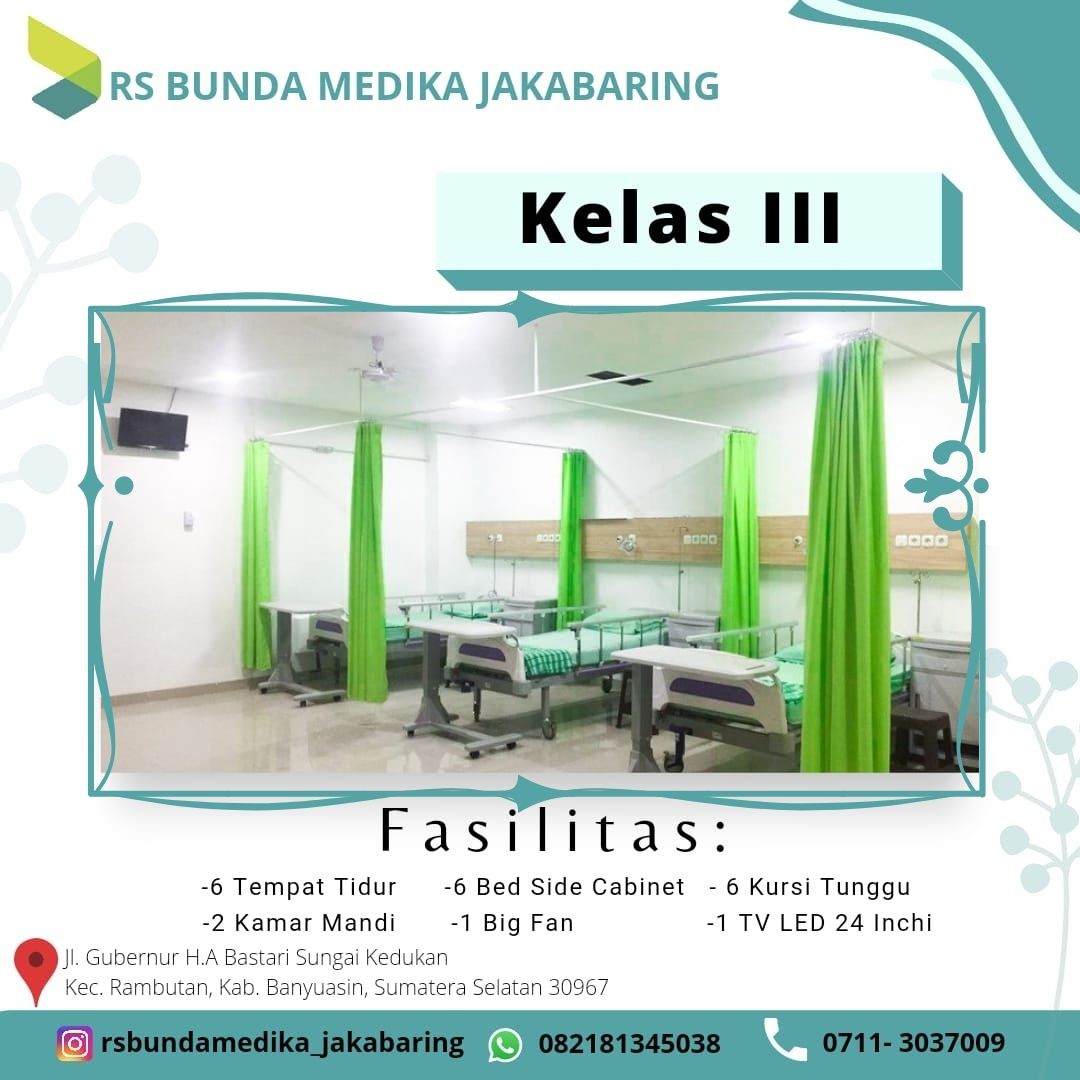 RS BUNDA MEDIKA JAKABARING
Kelas III
Fasilitas:
-6 Tempat Tidur -6 Bed Side Cabinet - 6 Kursi Tunggu
-2 Kamar Mandi -1 Big Fan -1 TV LED 24 Inchi
Jl. Gubernur H.A Bastari Sungai Kedukan
Kec. Rambutan, Kab. Banyuasin, Sumatera Selatan 30967
rsbundamedika_jakabaring 082181345038 0711- 3037009